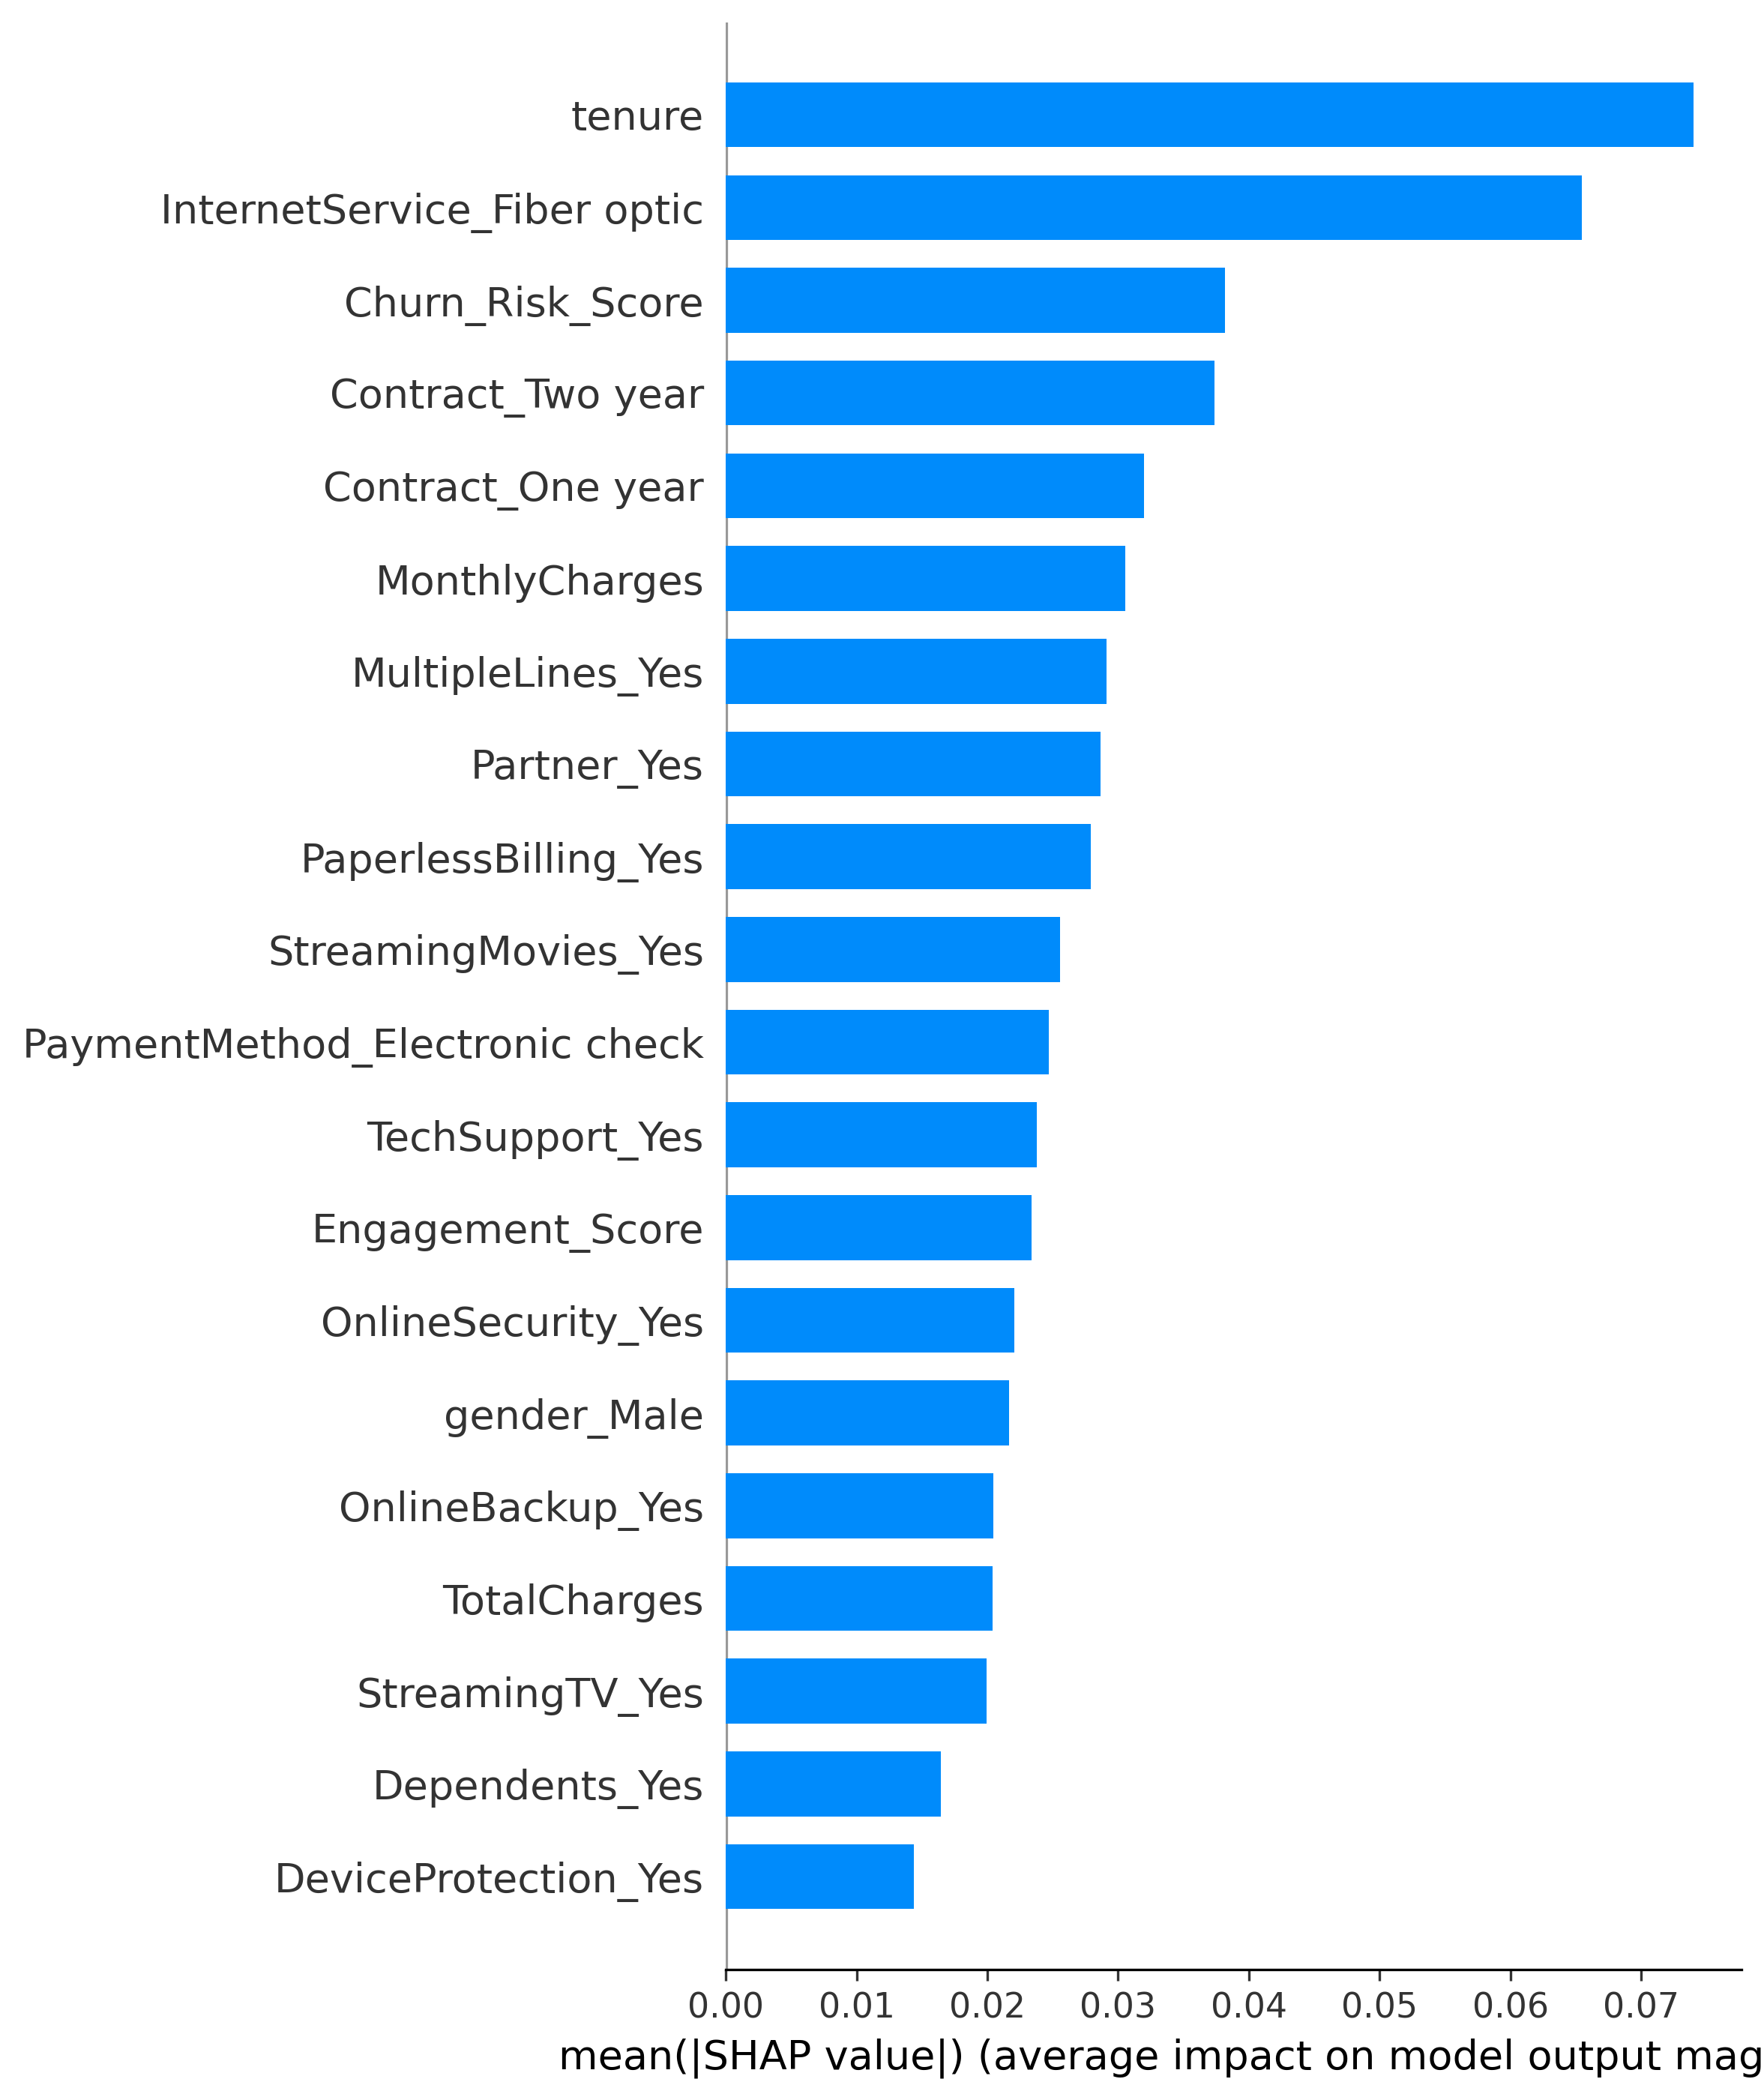 tenure
InternetService_Fiber optic
Churn_Risk_Score
Contract_Two year
Contract_One year
MonthlyCharges
MultipleLines_Yes
Partner_Yes
PaperlessBilling_Yes
StreamingMovies_Yes
PaymentMethod_Electronic check
TechSupport_Yes
Engagement_Score
OnlineSecurity_Yes
gender_Male
OnlineBackup_Yes
TotalCharges
StreamingTV_Yes
Dependents_Yes
DeviceProtection_Yes
0.00 0.01 0.02 0.03 0.04 0.05 0.06 0.07
mean(|SHAP value|) (average impact on model output mag